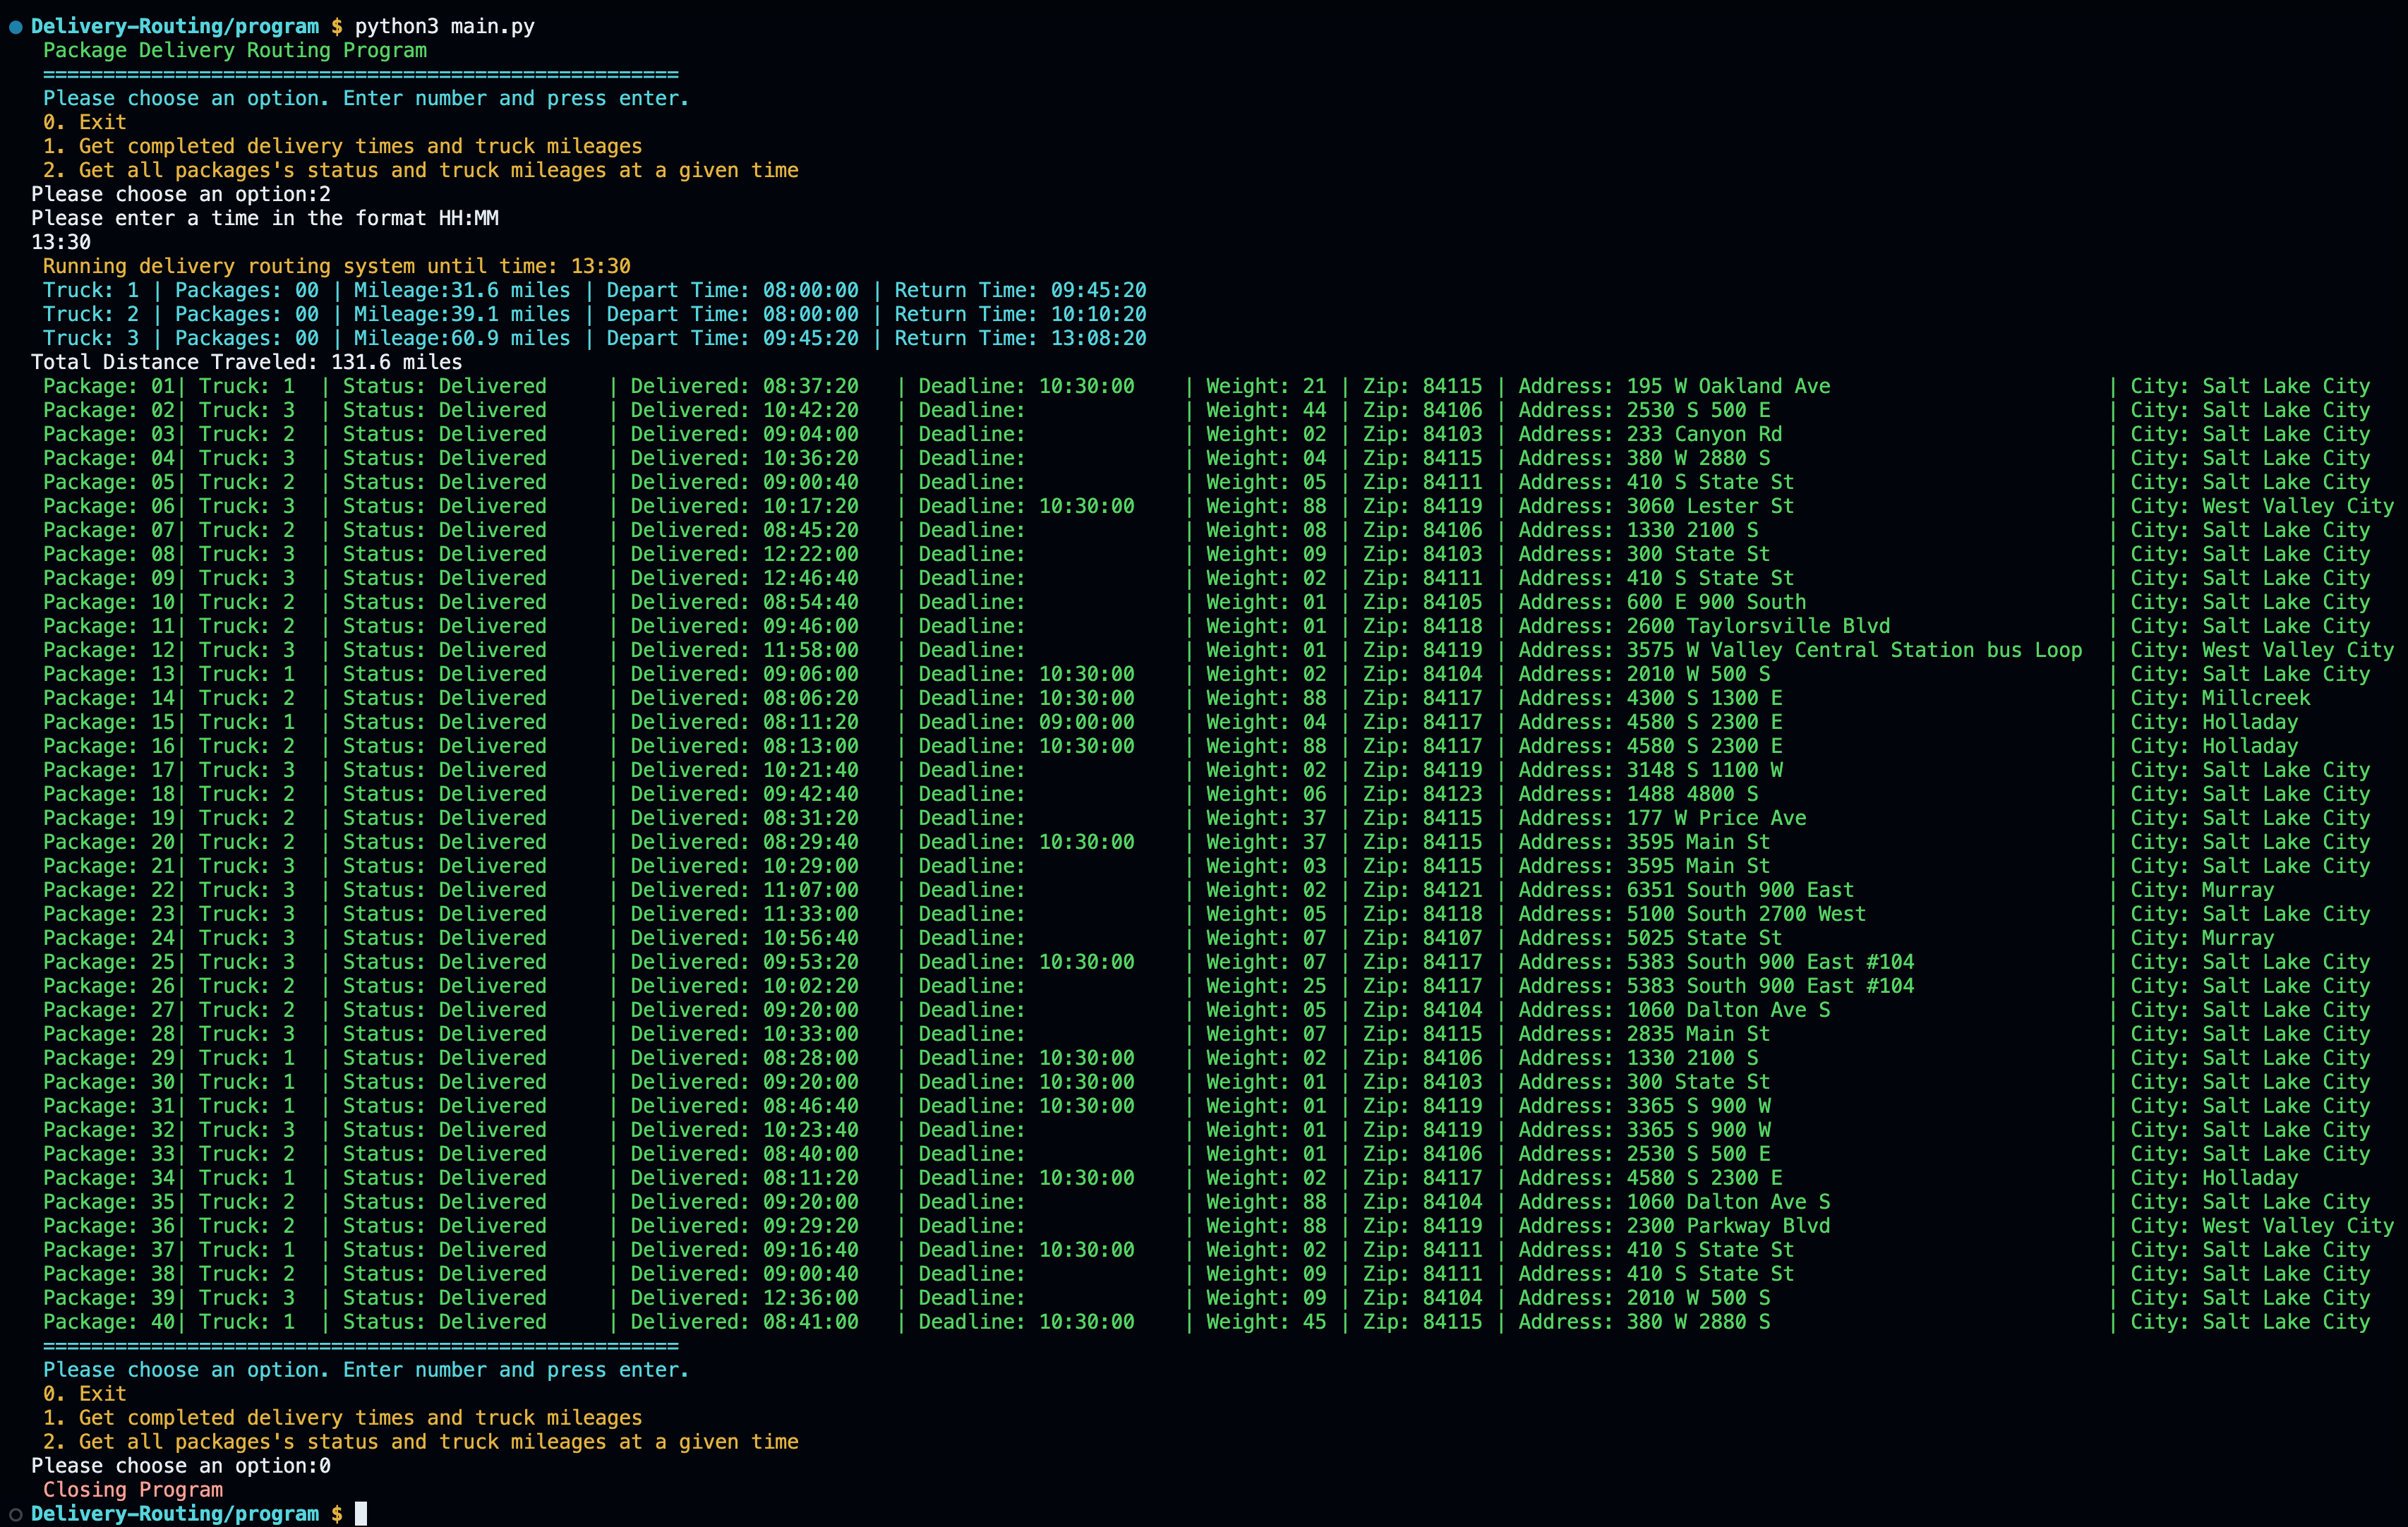 Delivery-Routing/program $ python3 main.py
Package Delivery Routing Program
=====================================================
Please choose an option. Enter number and press enter.
0. Exit
1. Get completed delivery times and truck mileages
2. Get all packages's status and truck mileages at a given time
Please choose an option:2
Please enter a time in the format HH:MM
13:30
Running delivery routing system until time: 13:30
Truck: 1 | Packages: 00 | Mileage:31.6 miles | Depart Time: 08:00:00 | Return Time: 09:45:20
Truck: 2 | Packages: 00 | Mileage:39.1 miles | Depart Time: 08:00:00 | Return Time: 10:10:20
Truck: 3 | Packages: 00 | Mileage:60.9 miles | Depart Time: 09:45:20 | Return Time: 13:08:20
Total Distance Traveled: 131.6 miles
Package: 01| Truck: 1  | Status: Delivered     | Delivered: 08:37:20   | Deadline: 10:30:00    | Weight: 21 | Zip: 84115 | Address: 195 W Oakland Ave                       | City: Salt Lake City
Package: 02| Truck: 3  | Status: Delivered     | Delivered: 10:42:20   | Deadline:             | Weight: 44 | Zip: 84106 | Address: 2530 S 500 E                            | City: Salt Lake City
Package: 03| Truck: 2  | Status: Delivered     | Delivered: 09:04:00   | Deadline:             | Weight: 02 | Zip: 84103 | Address: 233 Canyon Rd                           | City: Salt Lake City
Package: 04| Truck: 3  | Status: Delivered     | Delivered: 10:36:20   | Deadline:             | Weight: 04 | Zip: 84115 | Address: 380 W 2880 S                            | City: Salt Lake City
Package: 05| Truck: 2  | Status: Delivered     | Delivered: 09:00:40   | Deadline:             | Weight: 05 | Zip: 84111 | Address: 410 S State St                          | City: Salt Lake City
Package: 06| Truck: 3  | Status: Delivered     | Delivered: 10:17:20   | Deadline: 10:30:00    | Weight: 88 | Zip: 84119 | Address: 3060 Lester St                          | City: West Valley City
Package: 07| Truck: 2  | Status: Delivered     | Delivered: 08:45:20   | Deadline:             | Weight: 08 | Zip: 84106 | Address: 1330 2100 S                             | City: Salt Lake City
Package: 08| Truck: 3  | Status: Delivered     | Delivered: 12:22:00   | Deadline:             | Weight: 09 | Zip: 84103 | Address: 300 State St                            | City: Salt Lake City
Package: 09| Truck: 3  | Status: Delivered     | Delivered: 12:46:40   | Deadline:             | Weight: 02 | Zip: 84111 | Address: 410 S State St                          | City: Salt Lake City
Package: 10| Truck: 2  | Status: Delivered     | Delivered: 08:54:40   | Deadline:             | Weight: 01 | Zip: 84105 | Address: 600 E 900 South                         | City: Salt Lake City
Package: 11| Truck: 2  | Status: Delivered     | Delivered: 09:46:00   | Deadline:             | Weight: 01 | Zip: 84118 | Address: 2600 Taylorsville Blvd                  | City: Salt Lake City
Package: 12| Truck: 3  | Status: Delivered     | Delivered: 11:58:00   | Deadline:             | Weight: 01 | Zip: 84119 | Address: 3575 W Valley Central Station bus Loop  | City: West Valley City
Package: 13| Truck: 1  | Status: Delivered     | Delivered: 09:06:00   | Deadline: 10:30:00    | Weight: 02 | Zip: 84104 | Address: 2010 W 500 S                            | City: Salt Lake City
Package: 14| Truck: 2  | Status: Delivered     | Delivered: 08:06:20   | Deadline: 10:30:00    | Weight: 88 | Zip: 84117 | Address: 4300 S 1300 E                           | City: Millcreek
Package: 15| Truck: 1  | Status: Delivered     | Delivered: 08:11:20   | Deadline: 09:00:00    | Weight: 04 | Zip: 84117 | Address: 4580 S 2300 E                           | City: Holladay
Package: 16| Truck: 2  | Status: Delivered     | Delivered: 08:13:00   | Deadline: 10:30:00    | Weight: 88 | Zip: 84117 | Address: 4580 S 2300 E                           | City: Holladay
Package: 17| Truck: 3  | Status: Delivered     | Delivered: 10:21:40   | Deadline:             | Weight: 02 | Zip: 84119 | Address: 3148 S 1100 W                           | City: Salt Lake City
Package: 18| Truck: 2  | Status: Delivered     | Delivered: 09:42:40   | Deadline:             | Weight: 06 | Zip: 84123 | Address: 1488 4800 S                             | City: Salt Lake City
Package: 19| Truck: 2  | Status: Delivered     | Delivered: 08:31:20   | Deadline:             | Weight: 37 | Zip: 84115 | Address: 177 W Price Ave                         | City: Salt Lake City
Package: 20| Truck: 2  | Status: Delivered     | Delivered: 08:29:40   | Deadline: 10:30:00    | Weight: 37 | Zip: 84115 | Address: 3595 Main St                            | City: Salt Lake City
Package: 21| Truck: 3  | Status: Delivered     | Delivered: 10:29:00   | Deadline:             | Weight: 03 | Zip: 84115 | Address: 3595 Main St                            | City: Salt Lake City
Package: 22| Truck: 3  | Status: Delivered     | Delivered: 11:07:00   | Deadline:             | Weight: 02 | Zip: 84121 | Address: 6351 South 900 East                     | City: Murray
Package: 23| Truck: 3  | Status: Delivered     | Delivered: 11:33:00   | Deadline:             | Weight: 05 | Zip: 84118 | Address: 5100 South 2700 West                    | City: Salt Lake City
Package: 24| Truck: 3  | Status: Delivered     | Delivered: 10:56:40   | Deadline:             | Weight: 07 | Zip: 84107 | Address: 5025 State St                           | City: Murray
Package: 25| Truck: 3  | Status: Delivered     | Delivered: 09:53:20   | Deadline: 10:30:00    | Weight: 07 | Zip: 84117 | Address: 5383 South 900 East #104                | City: Salt Lake City
Package: 26| Truck: 2  | Status: Delivered     | Delivered: 10:02:20   | Deadline:             | Weight: 25 | Zip: 84117 | Address: 5383 South 900 East #104                | City: Salt Lake City
Package: 27| Truck: 2  | Status: Delivered     | Delivered: 09:20:00   | Deadline:             | Weight: 05 | Zip: 84104 | Address: 1060 Dalton Ave S                       | City: Salt Lake City
Package: 28| Truck: 3  | Status: Delivered     | Delivered: 10:33:00   | Deadline:             | Weight: 07 | Zip: 84115 | Address: 2835 Main St                            | City: Salt Lake City
Package: 29| Truck: 1  | Status: Delivered     | Delivered: 08:28:00   | Deadline: 10:30:00    | Weight: 02 | Zip: 84106 | Address: 1330 2100 S                             | City: Salt Lake City
Package: 30| Truck: 1  | Status: Delivered     | Delivered: 09:20:00   | Deadline: 10:30:00    | Weight: 01 | Zip: 84103 | Address: 300 State St                            | City: Salt Lake City
Package: 31| Truck: 1  | Status: Delivered     | Delivered: 08:46:40   | Deadline: 10:30:00    | Weight: 01 | Zip: 84119 | Address: 3365 S 900 W                            | City: Salt Lake City
Package: 32| Truck: 3  | Status: Delivered     | Delivered: 10:23:40   | Deadline:             | Weight: 01 | Zip: 84119 | Address: 3365 S 900 W                            | City: Salt Lake City
Package: 33| Truck: 2  | Status: Delivered     | Delivered: 08:40:00   | Deadline:             | Weight: 01 | Zip: 84106 | Address: 2530 S 500 E                            | City: Salt Lake City
Package: 34| Truck: 1  | Status: Delivered     | Delivered: 08:11:20   | Deadline: 10:30:00    | Weight: 02 | Zip: 84117 | Address: 4580 S 2300 E                           | City: Holladay
Package: 35| Truck: 2  | Status: Delivered     | Delivered: 09:20:00   | Deadline:             | Weight: 88 | Zip: 84104 | Address: 1060 Dalton Ave S                       | City: Salt Lake City
Package: 36| Truck: 2  | Status: Delivered     | Delivered: 09:29:20   | Deadline:             | Weight: 88 | Zip: 84119 | Address: 2300 Parkway Blvd                       | City: West Valley City
Package: 37| Truck: 1  | Status: Delivered     | Delivered: 09:16:40   | Deadline: 10:30:00    | Weight: 02 | Zip: 84111 | Address: 410 S State St                          | City: Salt Lake City
Package: 38| Truck: 2  | Status: Delivered     | Delivered: 09:00:40   | Deadline:             | Weight: 09 | Zip: 84111 | Address: 410 S State St                          | City: Salt Lake City
Package: 39| Truck: 3  | Status: Delivered     | Delivered: 12:36:00   | Deadline:             | Weight: 09 | Zip: 84104 | Address: 2010 W 500 S                            | City: Salt Lake City
Package: 40| Truck: 1  | Status: Delivered     | Delivered: 08:41:00   | Deadline: 10:30:00    | Weight: 45 | Zip: 84115 | Address: 380 W 2880 S                            | City: Salt Lake City
=====================================================
Please choose an option. Enter number and press enter.
0. Exit
1. Get completed delivery times and truck mileages
2. Get all packages's status and truck mileages at a given time
Please choose an option:0
Closing Program
Delivery-Routing/program $